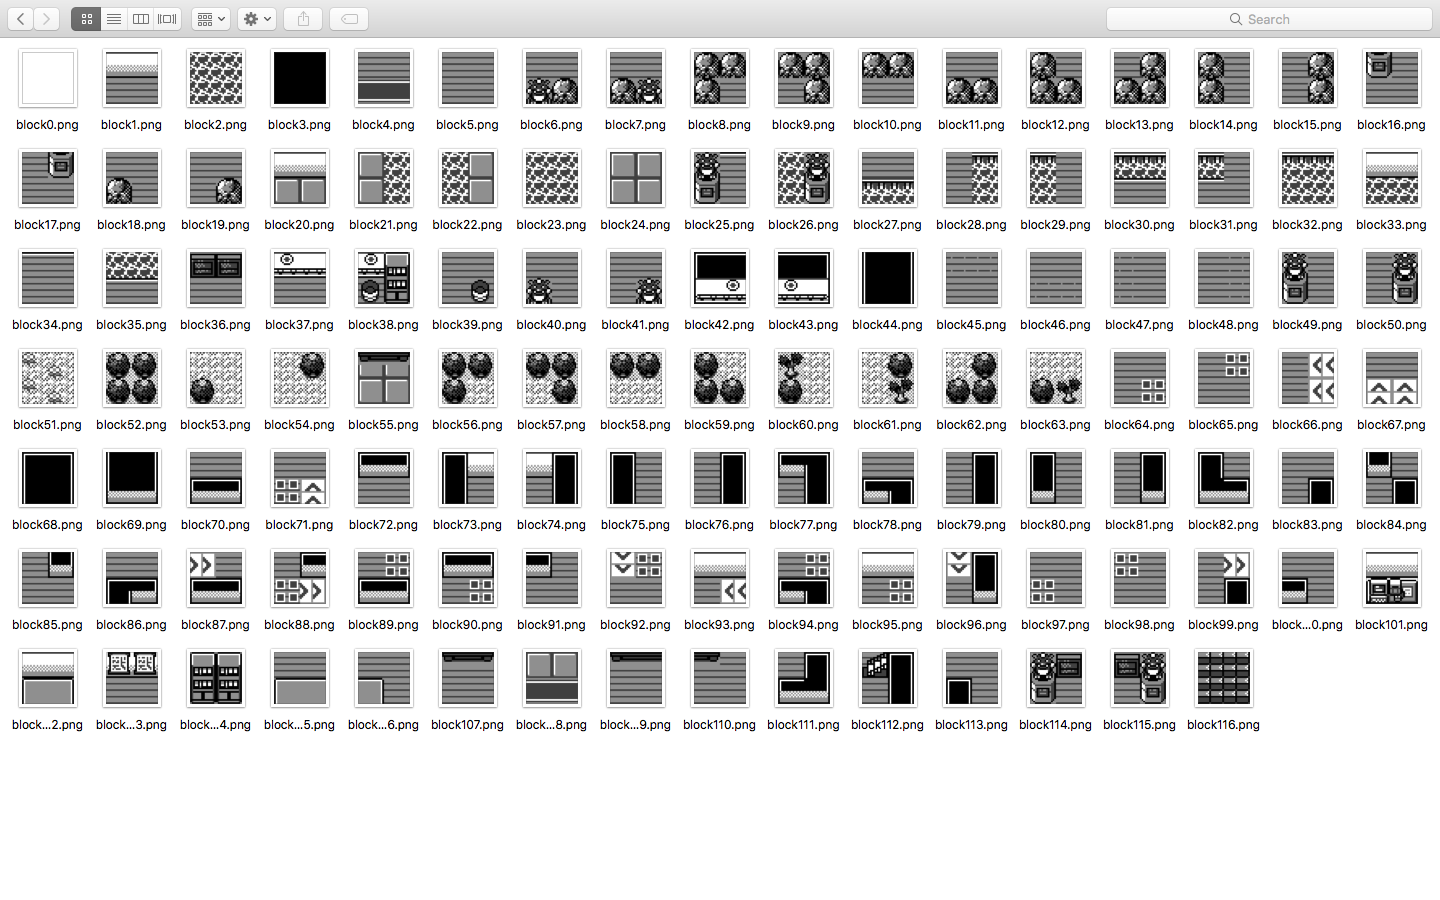 Search
block0.png block1.png block2.png block3.png block4.png block5.png block6.png block7.png block8.png block9.png block10.png block11.png block12.png block13.png block14.png block15.png block16.png
block17.png block18.png block19.png block20.png block21.png block22.png block23.png block24.png block25.png block26.png block27.png block28.png block29.png block30.png block31.png block32.png block33.png
block34.png block35.png block36.png block37.png block38.png block39.png block40.png block41.png block42.png block43.png block44.png block45.png block46.png block47.png block48.png block49.png block50.png
block51.png block52.png block53.png block54.png block55.png block56.png block57.png block58.png block59.png block60.png block61.png block62.png block63.png block64.png block65.png block66.png block67.png
block68.png block69.png block70.png block71.png block72.png block73.png block74.png block75.png block76.png block77.png block78.png block79.png block80.png block81.png block82.png block83.png block84.png
block85.png block86.png block87.png block88.png block89.png block90.png block91.png block92.png block93.png block94.png block95.png block96.png block97.png block98.png block99.png block...0.png block101.png
block...2.png block...3.png block...4.png block...5.png block...6.png block107.png block...8.png block...9.png block110.png block111.png block112.png block113.png block114.png block115.png block116.png